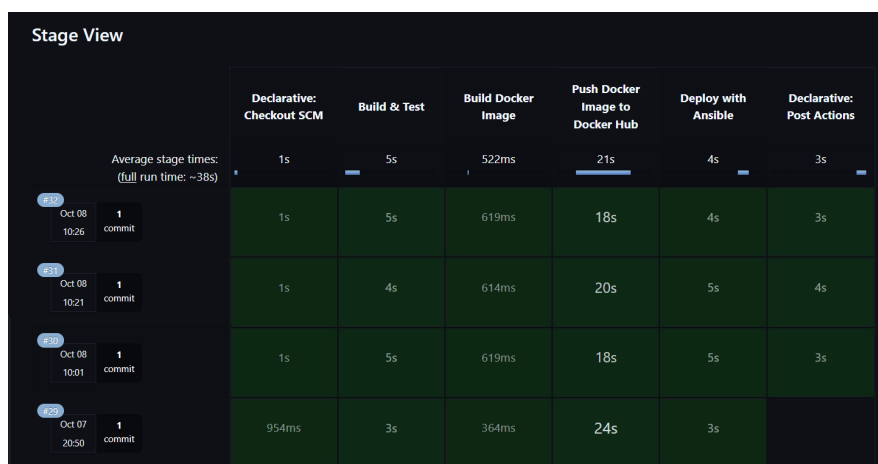 Stage View
Declarative: Checkout SCM
Build & Test
Build Docker Image
Push Docker Image to Docker Hub
Deploy with Ansible
Declarative: Post Actions
Average stage times:
(full run time: ~38s)
1s
5s
522ms
21s
4s
3s
#32
Oct 08
10:26
1
commit
1s
5s
619ms
18s
4s
3s
#31
Oct 08
10:21
1
commit
1s
4s
614ms
20s
5s
4s
#30
Oct 08
10:01
1
commit
1s
5s
619ms
18s
5s
3s
#29
Oct 07
20:50
1
commit
954ms
3s
364ms
24s
3s